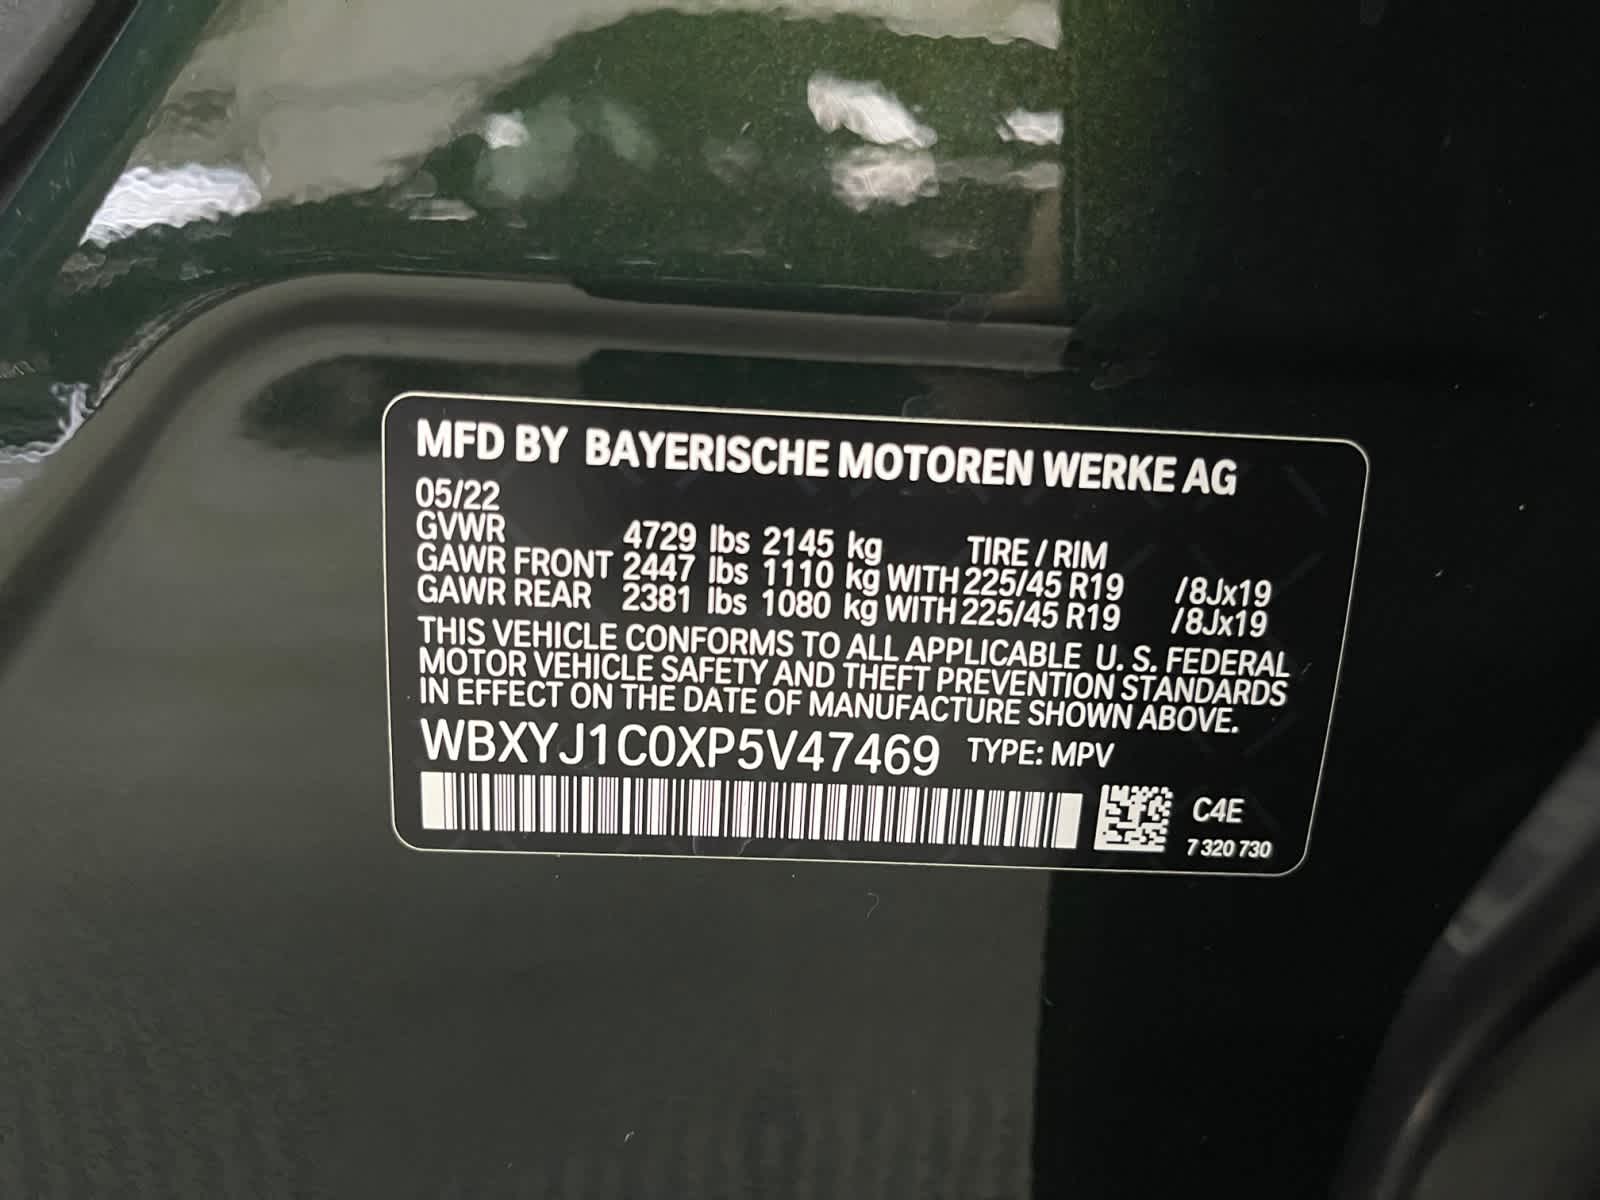 MFD BY BAYERISCHE MOTOREN WERKE AG
05/22
GVWR 4729 lbs 2145 kg TIRE / RIM
GAWR FRONT 2447 lbs 1110 kg WITH 225/45 R19 /8Jx19
GAWR REAR 2381 lbs 1080 kg WITH 225/45 R19 /8Jx19
THIS VEHICLE CONFORMS TO ALL APPLICABLE U. S. FEDERAL
MOTOR VEHICLE SAFETY AND THEFT PREVENTION STANDARDS
IN EFFECT ON THE DATE OF MANUFACTURE SHOWN ABOVE.
WBXYJ1C0XP5V47469 TYPE: MPV
C4E
7 320 730